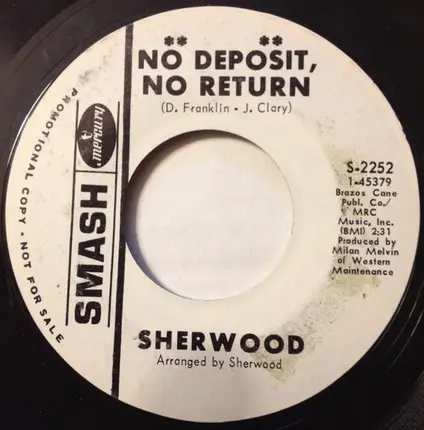 ** **
NO DEPOSIT,
NO RETURN
(D. Franklin • J. Clary)
S-2252
1-45379
Brazos Cane
Publ. Co./
MRC
Music, Inc.
(BMI) 2:31
Produced by
Milan Melvin
of Western
Maintenance
PROMOTIONAL COPY • NOT FOR SALE
SMASH
mercury
SHERWOOD
Arranged by Sherwood